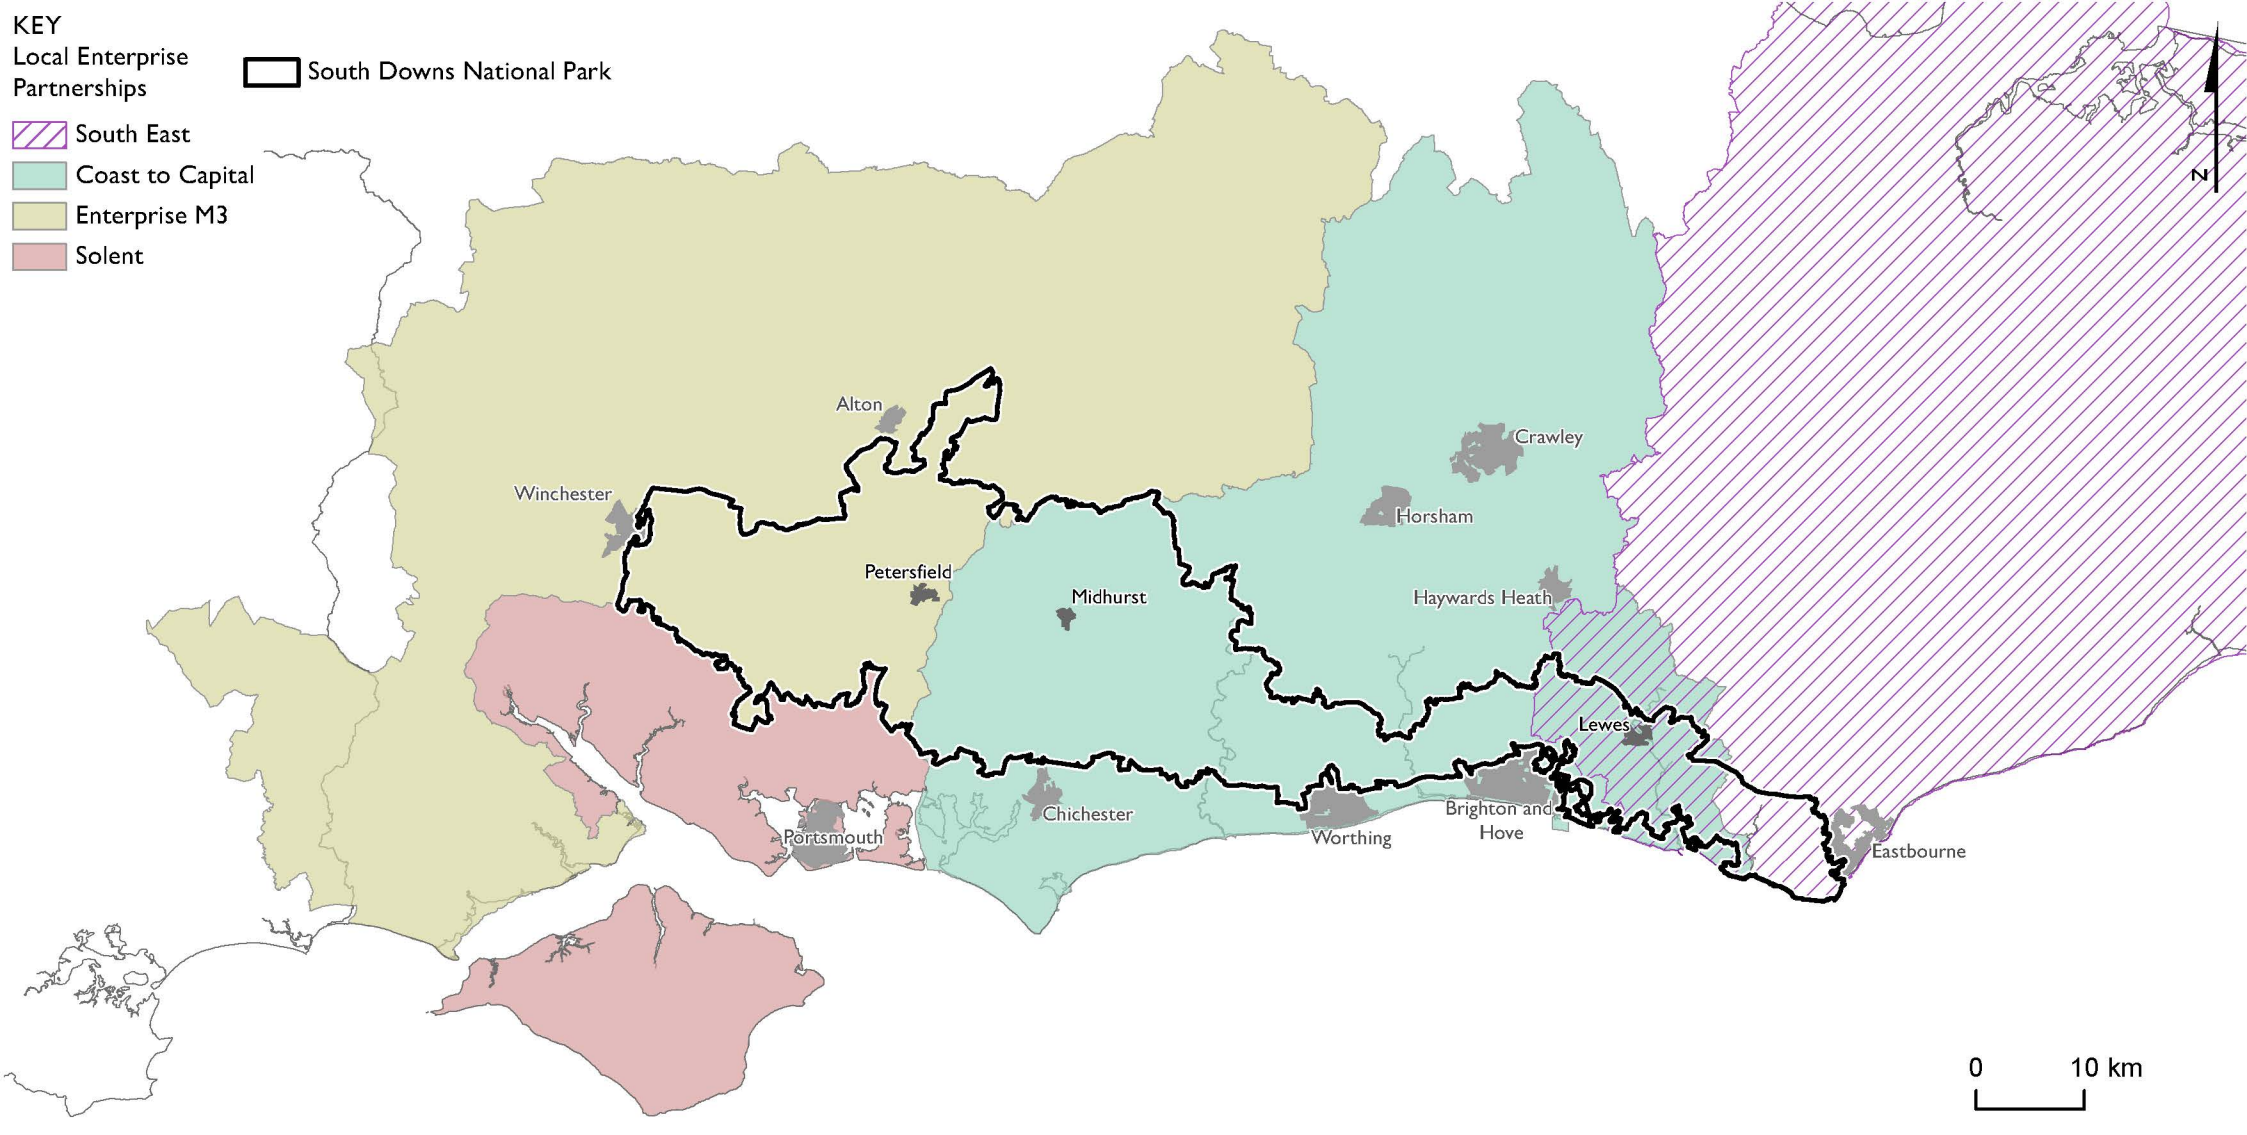 KEY
Local Enterprise
Partnerships
South Downs National Park
South East
Coast to Capital
Enterprise M3
Solent
N
Alton
Crawley
Winchester
Horsham
Petersfield
Midhurst
Haywards Heath
Lewes
Chichester
Brighton and
Hove
Portsmouth
Worthing
Eastbourne
0 10 km